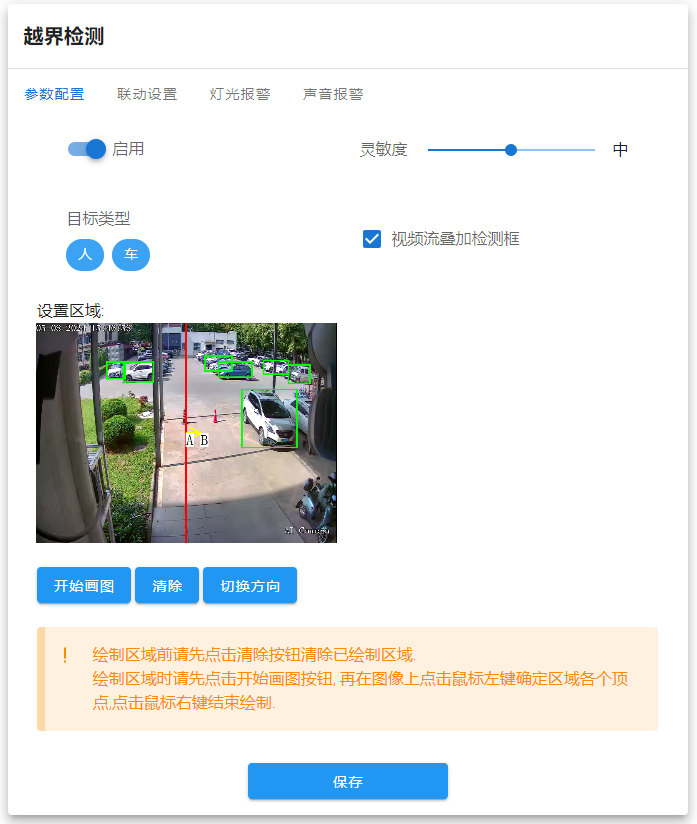 越界检测
参数配置 联动设置 灯光报警 声音报警
启用 灵敏度 中
目标类型
人 车 视频流叠加检测框
设置区域:
A B
AI Camera
开始画图 清除 切换方向
! 绘制区域前请先点击清除按钮清除已绘制区域.
绘制区域时请先点击开始画图按钮, 再在图像上点击鼠标左键确定区域各个顶
点,点击鼠标右键结束绘制.
保存